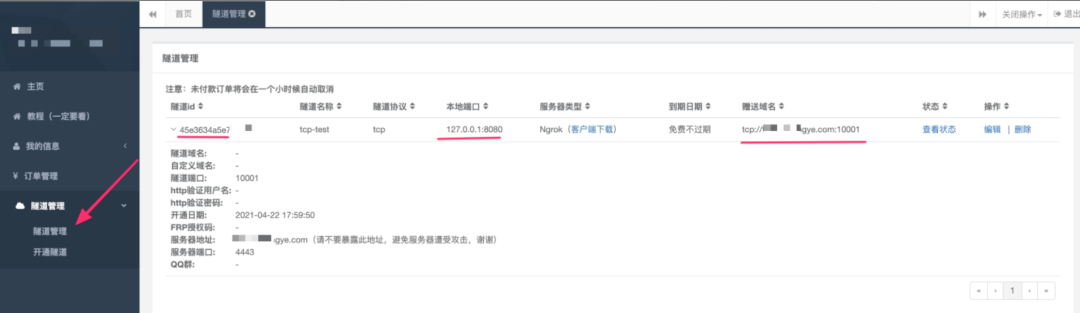 首页 隧道管理 关闭操作 退出
主页
教程（一定要看）
我的信息
¥ 订单管理
隧道管理
隧道管理
开通隧道
隧道管理
注意：未付款订单将会在一个小时候自动取消
隧道id 隧道名称 隧道协议 本地端口 服务器类型 到期日期 赠送域名 状态 操作
45e3634a5e7 tcp-test tcp 127.0.0.1:8080 Ngrok（客户端下载） 免费不过期 tcp://f gye.com:10001 查看状态 编辑 | 删除
隧道域名: -
自定义域名: -
隧道端口: 10001
http验证用户名: -
http验证密码: -
开通日期: 2021-04-22 17:59:50
FRP授权码: -
服务器地址: gye.com（请不要暴露此地址，避免服务器遭受攻击，谢谢）
服务器端口: 4443
QQ群: -
« ‹ 1 › »